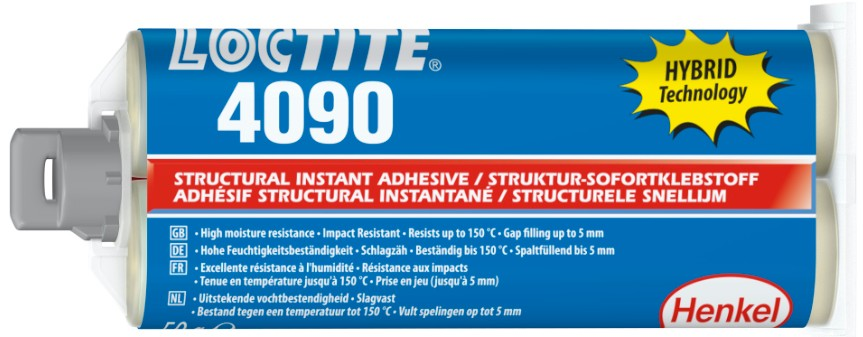 LOCTITE®
4090
HYBRID
Technology
STRUCTURAL INSTANT ADHESIVE / STRUKTUR-SOFORTKLEBSTOFF
ADHÉSIF STRUCTURAL INSTANTANÉ / STRUCTURELE SNELLIJM
GB • High moisture resistance • Impact Resistant • Resists up to 150 °C • Gap filling up to 5 mm
DE • Hohe Feuchtigkeitsbeständigkeit • Schlagzäh • Beständig bis 150 °C • Spaltfüllend bis 5 mm
FR • Excellente résistance à l'humidité • Résistance aux impacts
• Tenue en température jusqu'à 150 °C • Prise en jeu (jusqu'à 5 mm)
NL • Uitstekende vochtbestendigheid • Slagvast
• Bestand tegen een temperatuur tot 150 °C • Vult spelingen op tot 5 mm
50 g e
Henkel